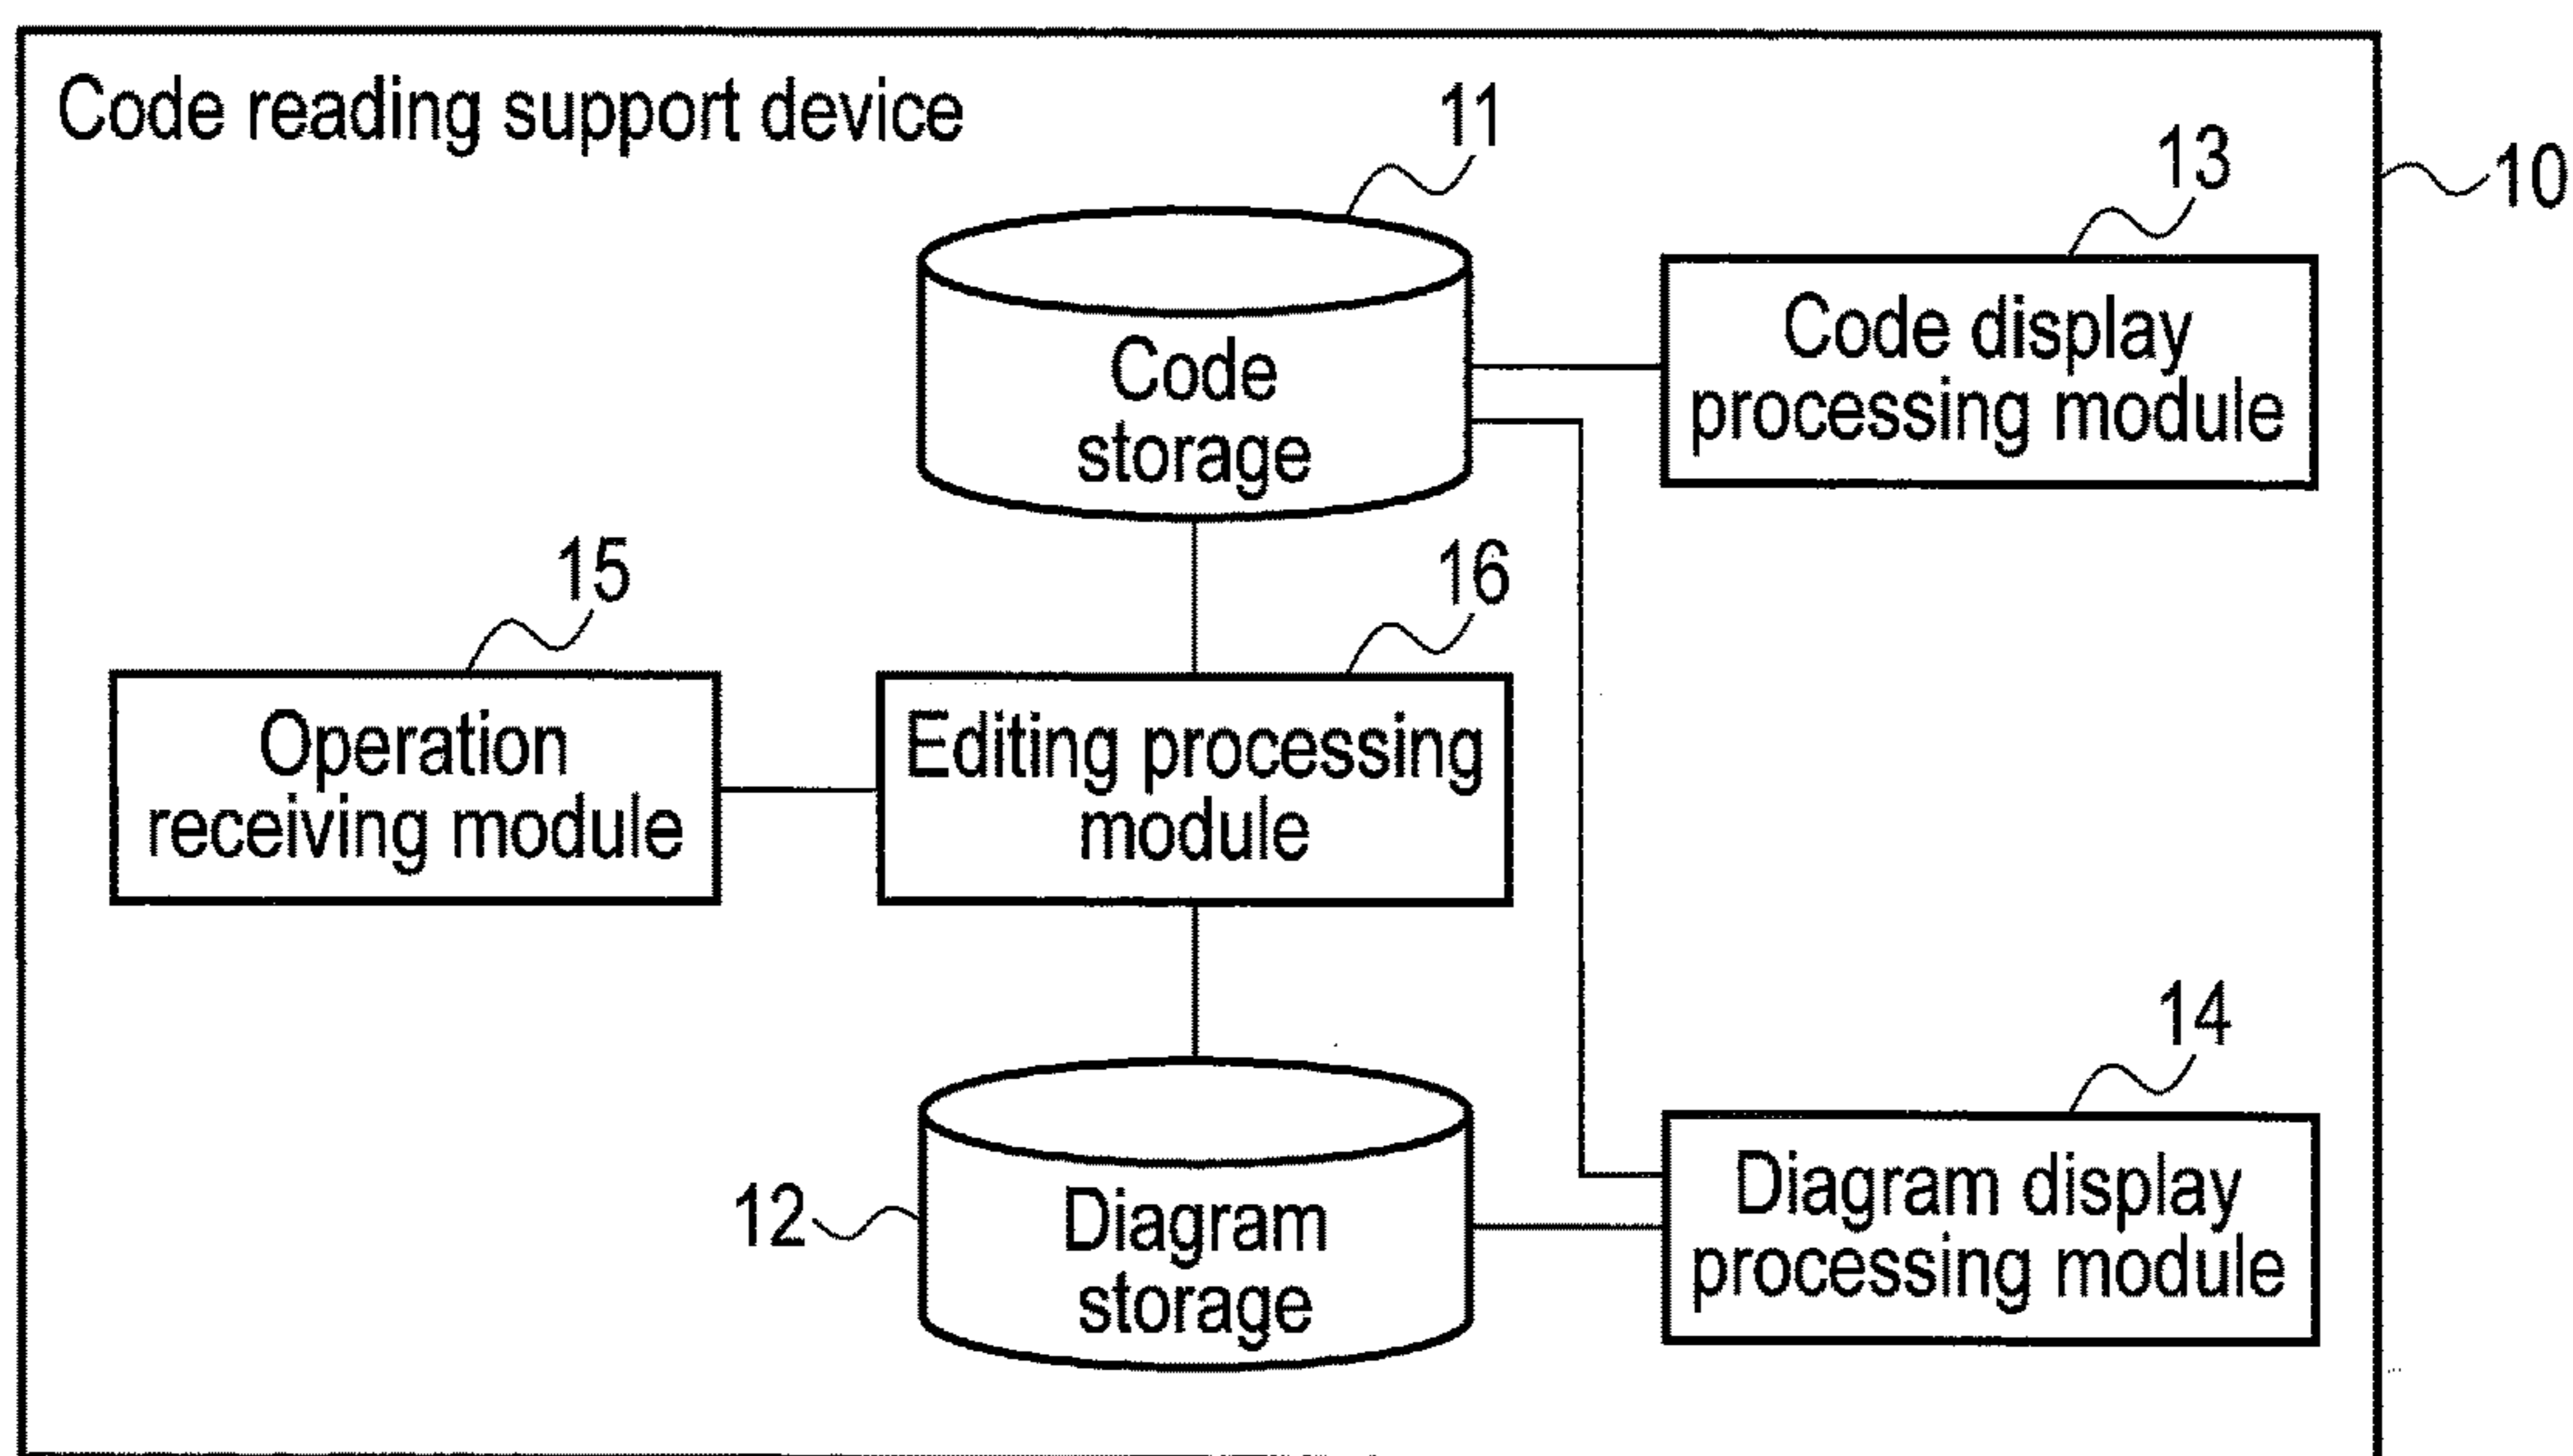 Code reading support device
11
13
10
Code
storage
Code display
processing module
15
16
Operation
receiving module
Editing processing
module
14
12
Diagram
storage
Diagram display
processing module